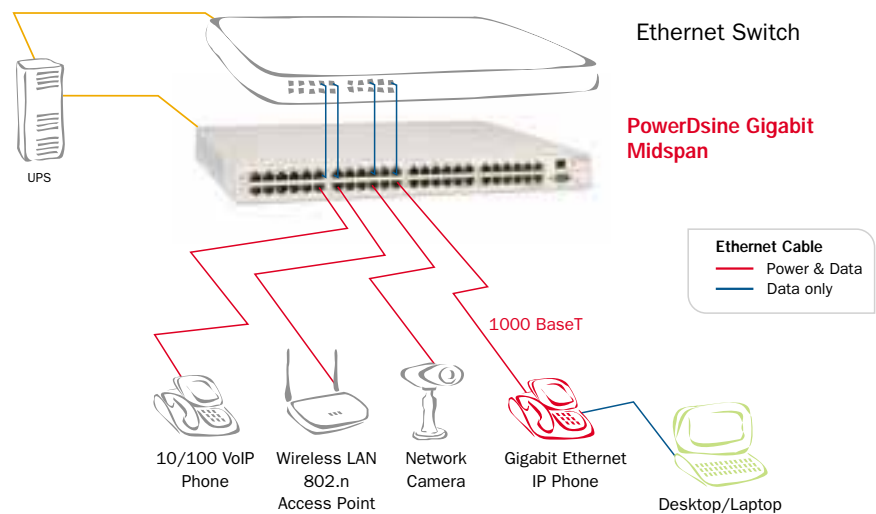 Ethernet Switch
PowerDsine Gigabit
Midspan
UPS
Ethernet Cable
Power & Data
Data only
1000 BaseT
10/100 VoIP
Phone
Wireless LAN
802.n
Access Point
Network
Camera
Gigabit Ethernet
IP Phone
Desktop/Laptop